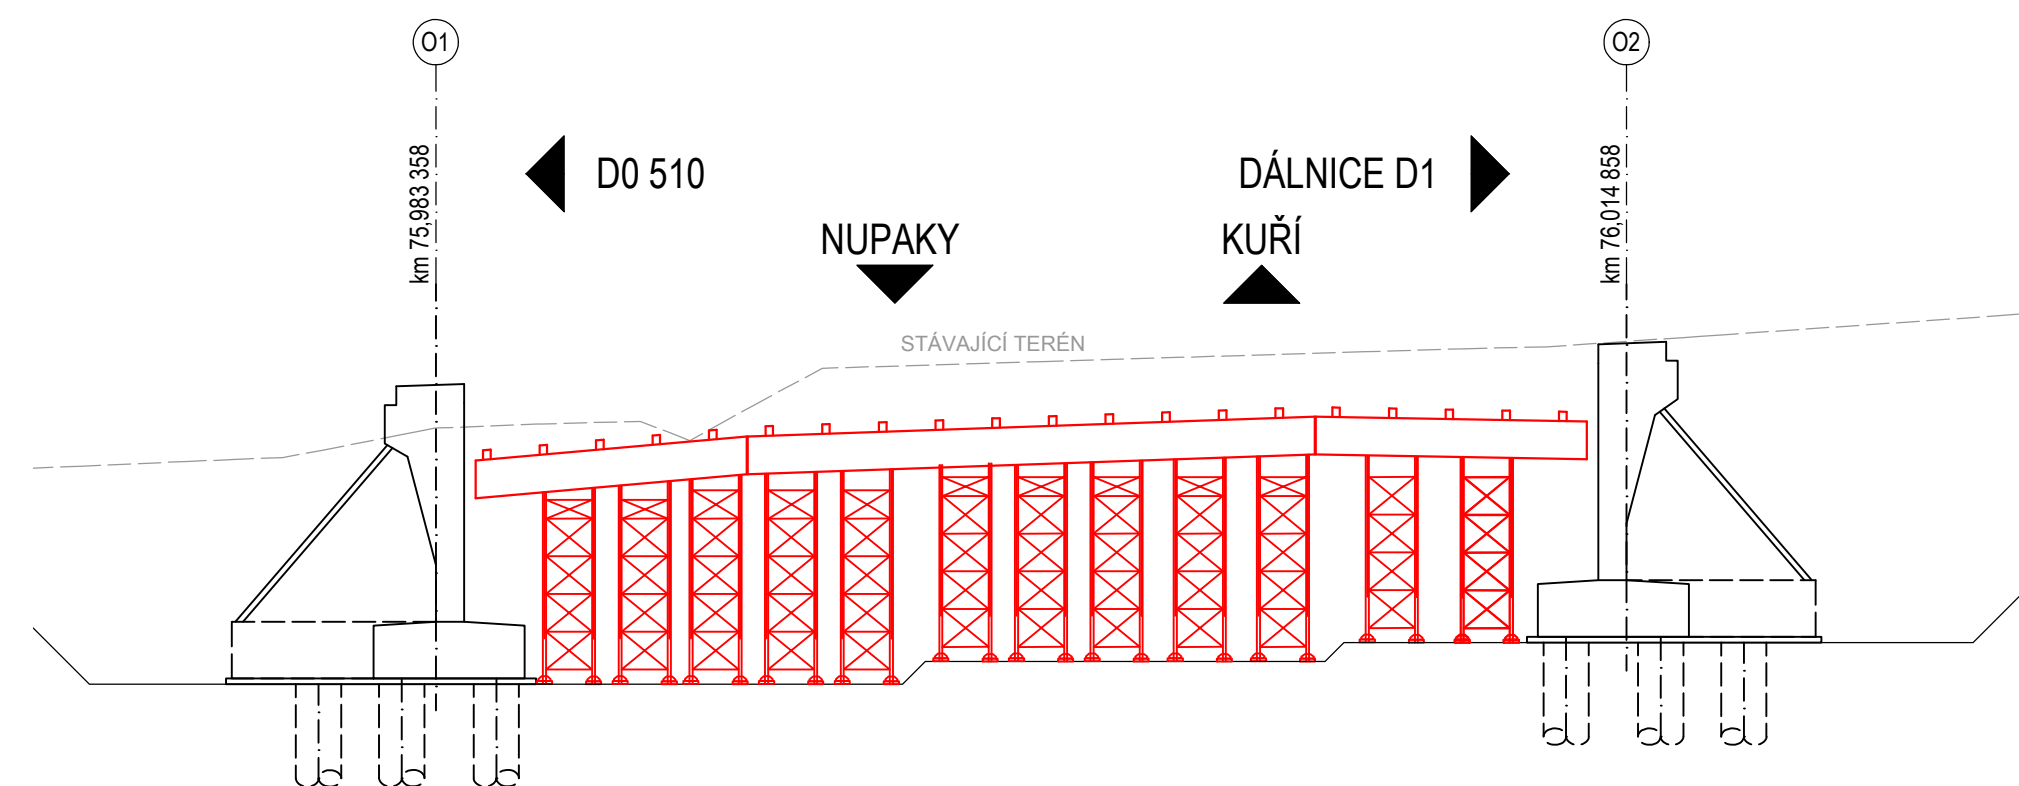 O1
O2
km 75,983 358
D0 510
DÁLNICE D1
km 76,014 858
NUPAKY
KUŘÍ
STÁVAJÍCÍ TERÉN